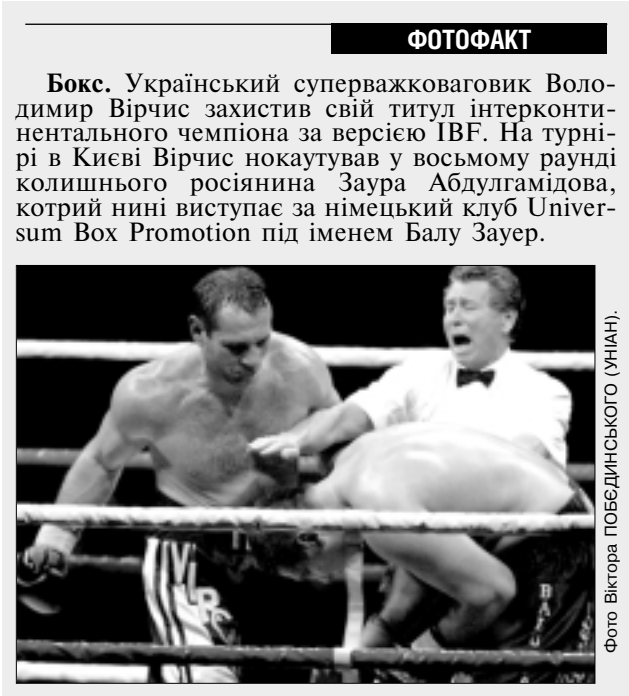 ФОТОФАКТ
Бокс. Український суперважковаговик Воло-
димир Вірчис захистив свій титул інтерконти-
нентального чемпіона за версією IBF. На турні-
рі в Києві Вірчис нокаутував у восьмому раунді
колишнього росіянина Заура Абдулгамідова,
котрий нині виступає за німецький клуб Univer-
sum Box Promotion під іменем Балу Зауер.
Фото Віктора ПОБЄДИНСЬКОГО (УНІАН).